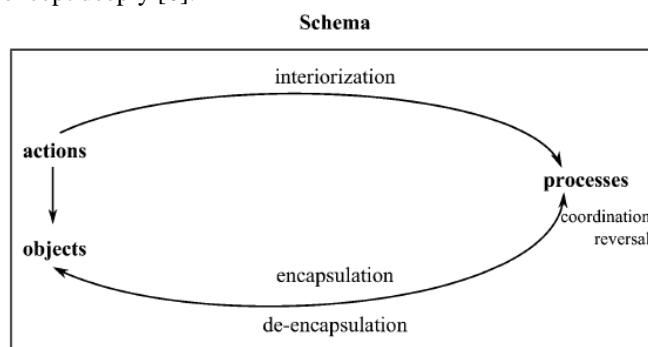 Schema
interiorization
actions
processes
coordination
reversal
objects
encapsulation
de-encapsulation